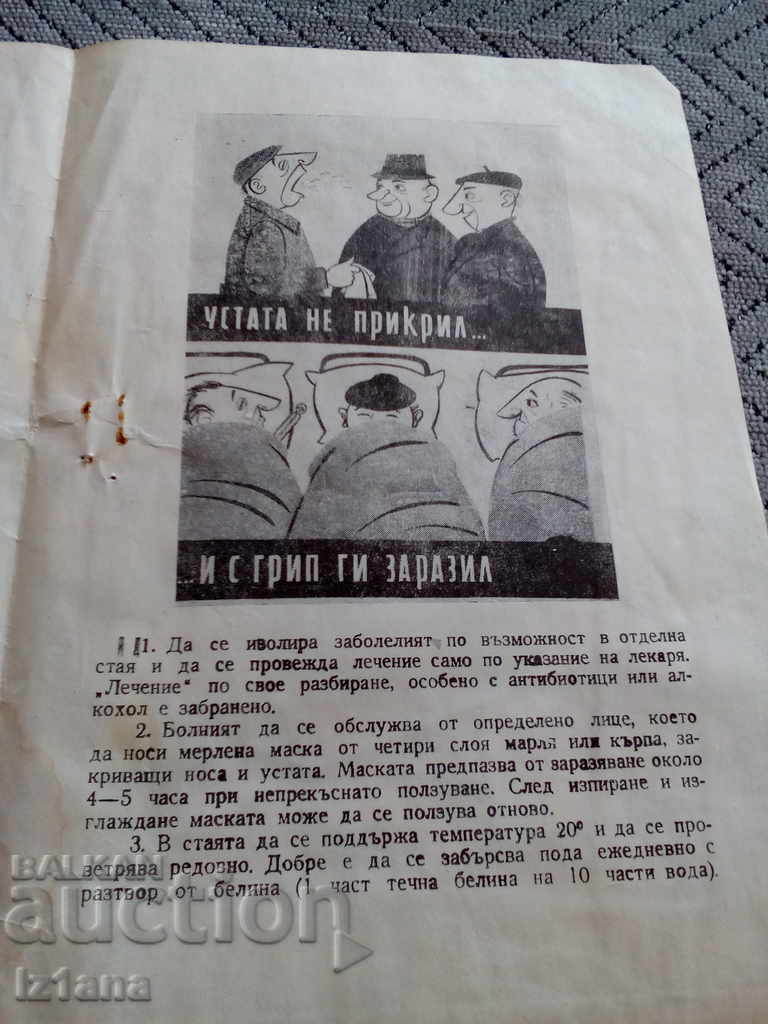 УСТАТА НЕ ПРИКРИЛ...
...И С ГРИП ГИ ЗАРАЗИЛ
1. Да се изолира заболелият по възможност в отделна
стая и да се провежда лечение само по указание на лекаря.
„Лечение“ по свое разбиране, особено с антибиотици или ал-
кохол е забранено.
2. Болният да се обслужва от определено лице, което
да носи мерлена маска от четири слоя марля или кърпа, за-
криващи носа и устата. Маската предпазва от заразяване около
4—5 часа при непрекъснато ползуване. След изпиране и из-
глаждане маската може да се ползува отново.
3. В стаята да се поддържа температура 20° и да се про-
ветрява редовно. Добре е да се забърсва пода ежедневно с
разтвор от белина (1 част течна белина на 10 части вода).
BALKAN
auction
Iz1ana